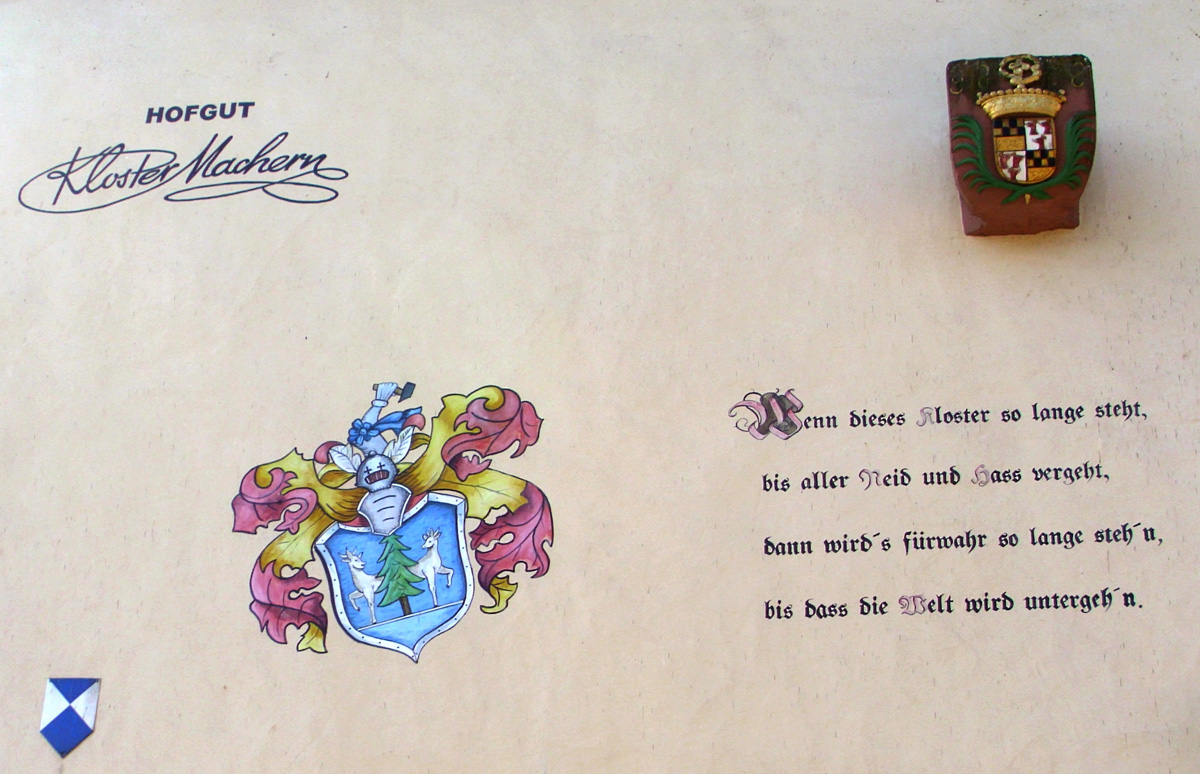 HOFGUT
Kloster Machern
Wenn dieses Kloster so lange steht,
bis aller Neid und Hass vergeht,
dann wird´s fürwahr so lange steh´n,
bis dass die Welt wird untergeh´n.